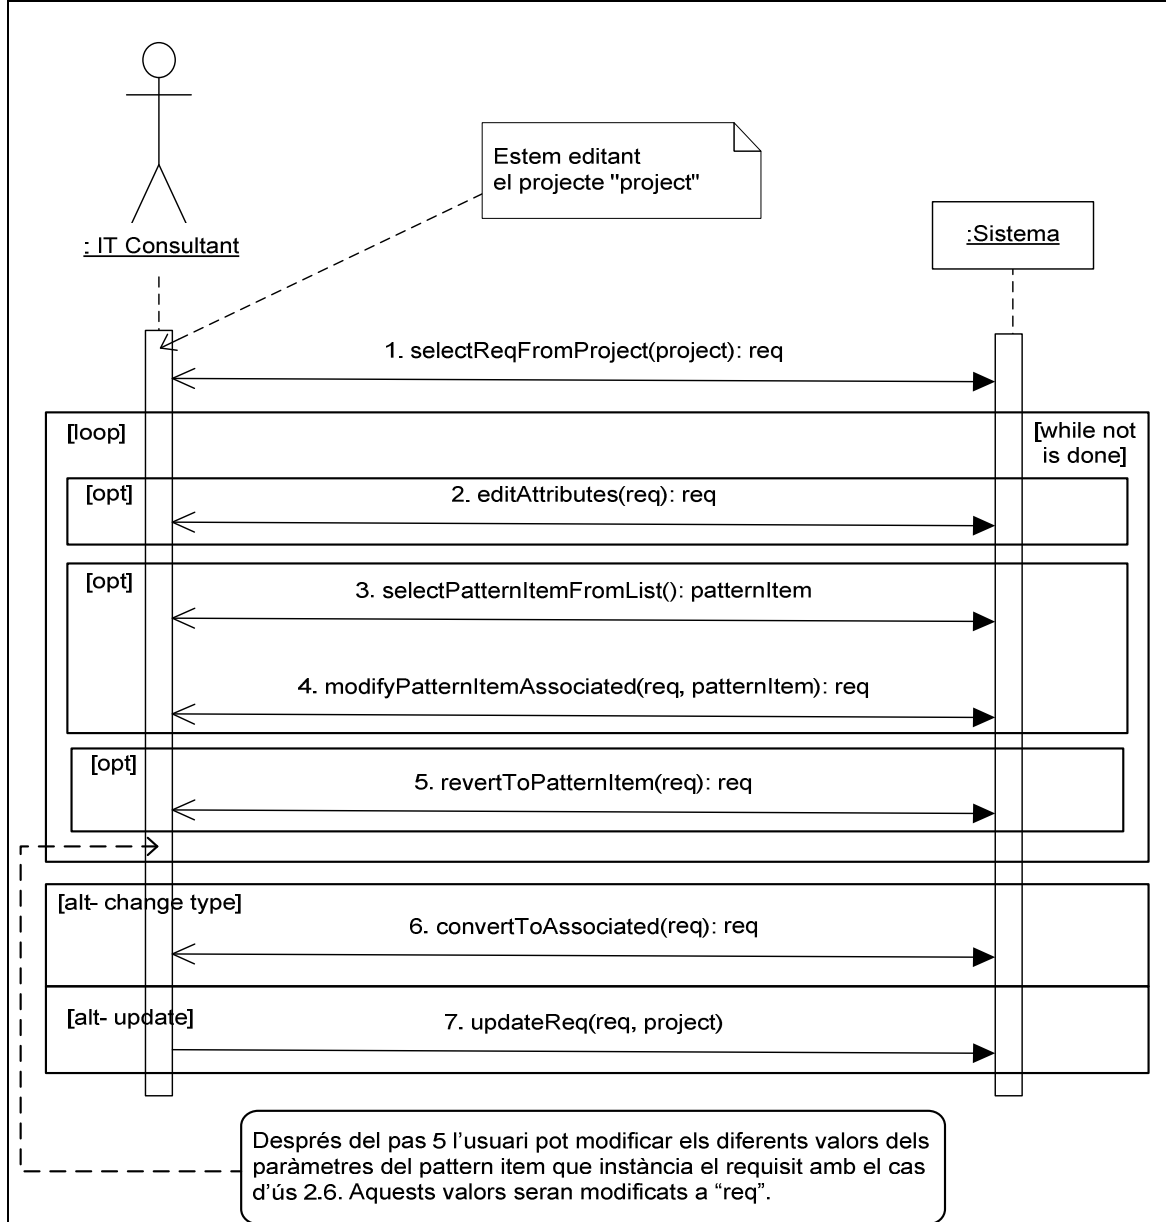 Estem editant
el projecte "project"
: IT Consultant
:Sistema
1. selectReqFromProject(project): req
[loop]
[while not
is done]
[opt]
2. editAttributes(req): req
[opt]
3. selectPatternItemFromList(): patternItem
4. modifyPatternItemAssociated(req, patternItem): req
[opt]
5. revertToPatternItem(req): req
[alt- change type]
6. convertToAssociated(req): req
[alt- update]
7. updateReq(req, project)
Després del pas 5 l’usuari pot modificar els diferents valors dels
paràmetres del pattern item que instància el requisit amb el cas
d’ús 2.6. Aquests valors seran modificats a “req”.